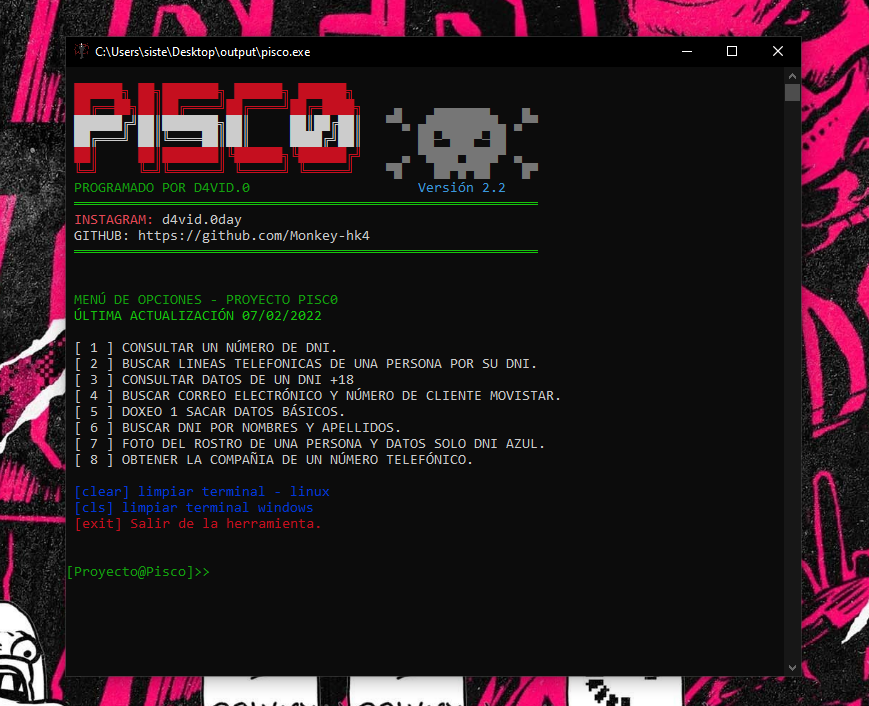 C:\Users\siste\Desktop\output\pisco.exe
PISCO
PROGRAMADO POR D4VID.0 Versión 2.2
INSTAGRAM: d4vid.0day
GITHUB: https://github.com/Monkey-hk4
MENÚ DE OPCIONES - PROYECTO PISC0
ÚLTIMA ACTUALIZACIÓN 07/02/2022
[ 1 ] CONSULTAR UN NÚMERO DE DNI.
[ 2 ] BUSCAR LINEAS TELEFONICAS DE UNA PERSONA POR SU DNI.
[ 3 ] CONSULTAR DATOS DE UN DNI +18
[ 4 ] BUSCAR CORREO ELECTRÓNICO Y NÚMERO DE CLIENTE MOVISTAR.
[ 5 ] DOXEO 1 SACAR DATOS BÁSICOS.
[ 6 ] BUSCAR DNI POR NOMBRES Y APELLIDOS.
[ 7 ] FOTO DEL ROSTRO DE UNA PERSONA Y DATOS SOLO DNI AZUL.
[ 8 ] OBTENER LA COMPAÑIA DE UN NÚMERO TELEFÓNICO.
[clear] limpiar terminal - linux
[cls] limpiar terminal windows
[exit] Salir de la herramienta.
[Proyecto@Pisco]>>